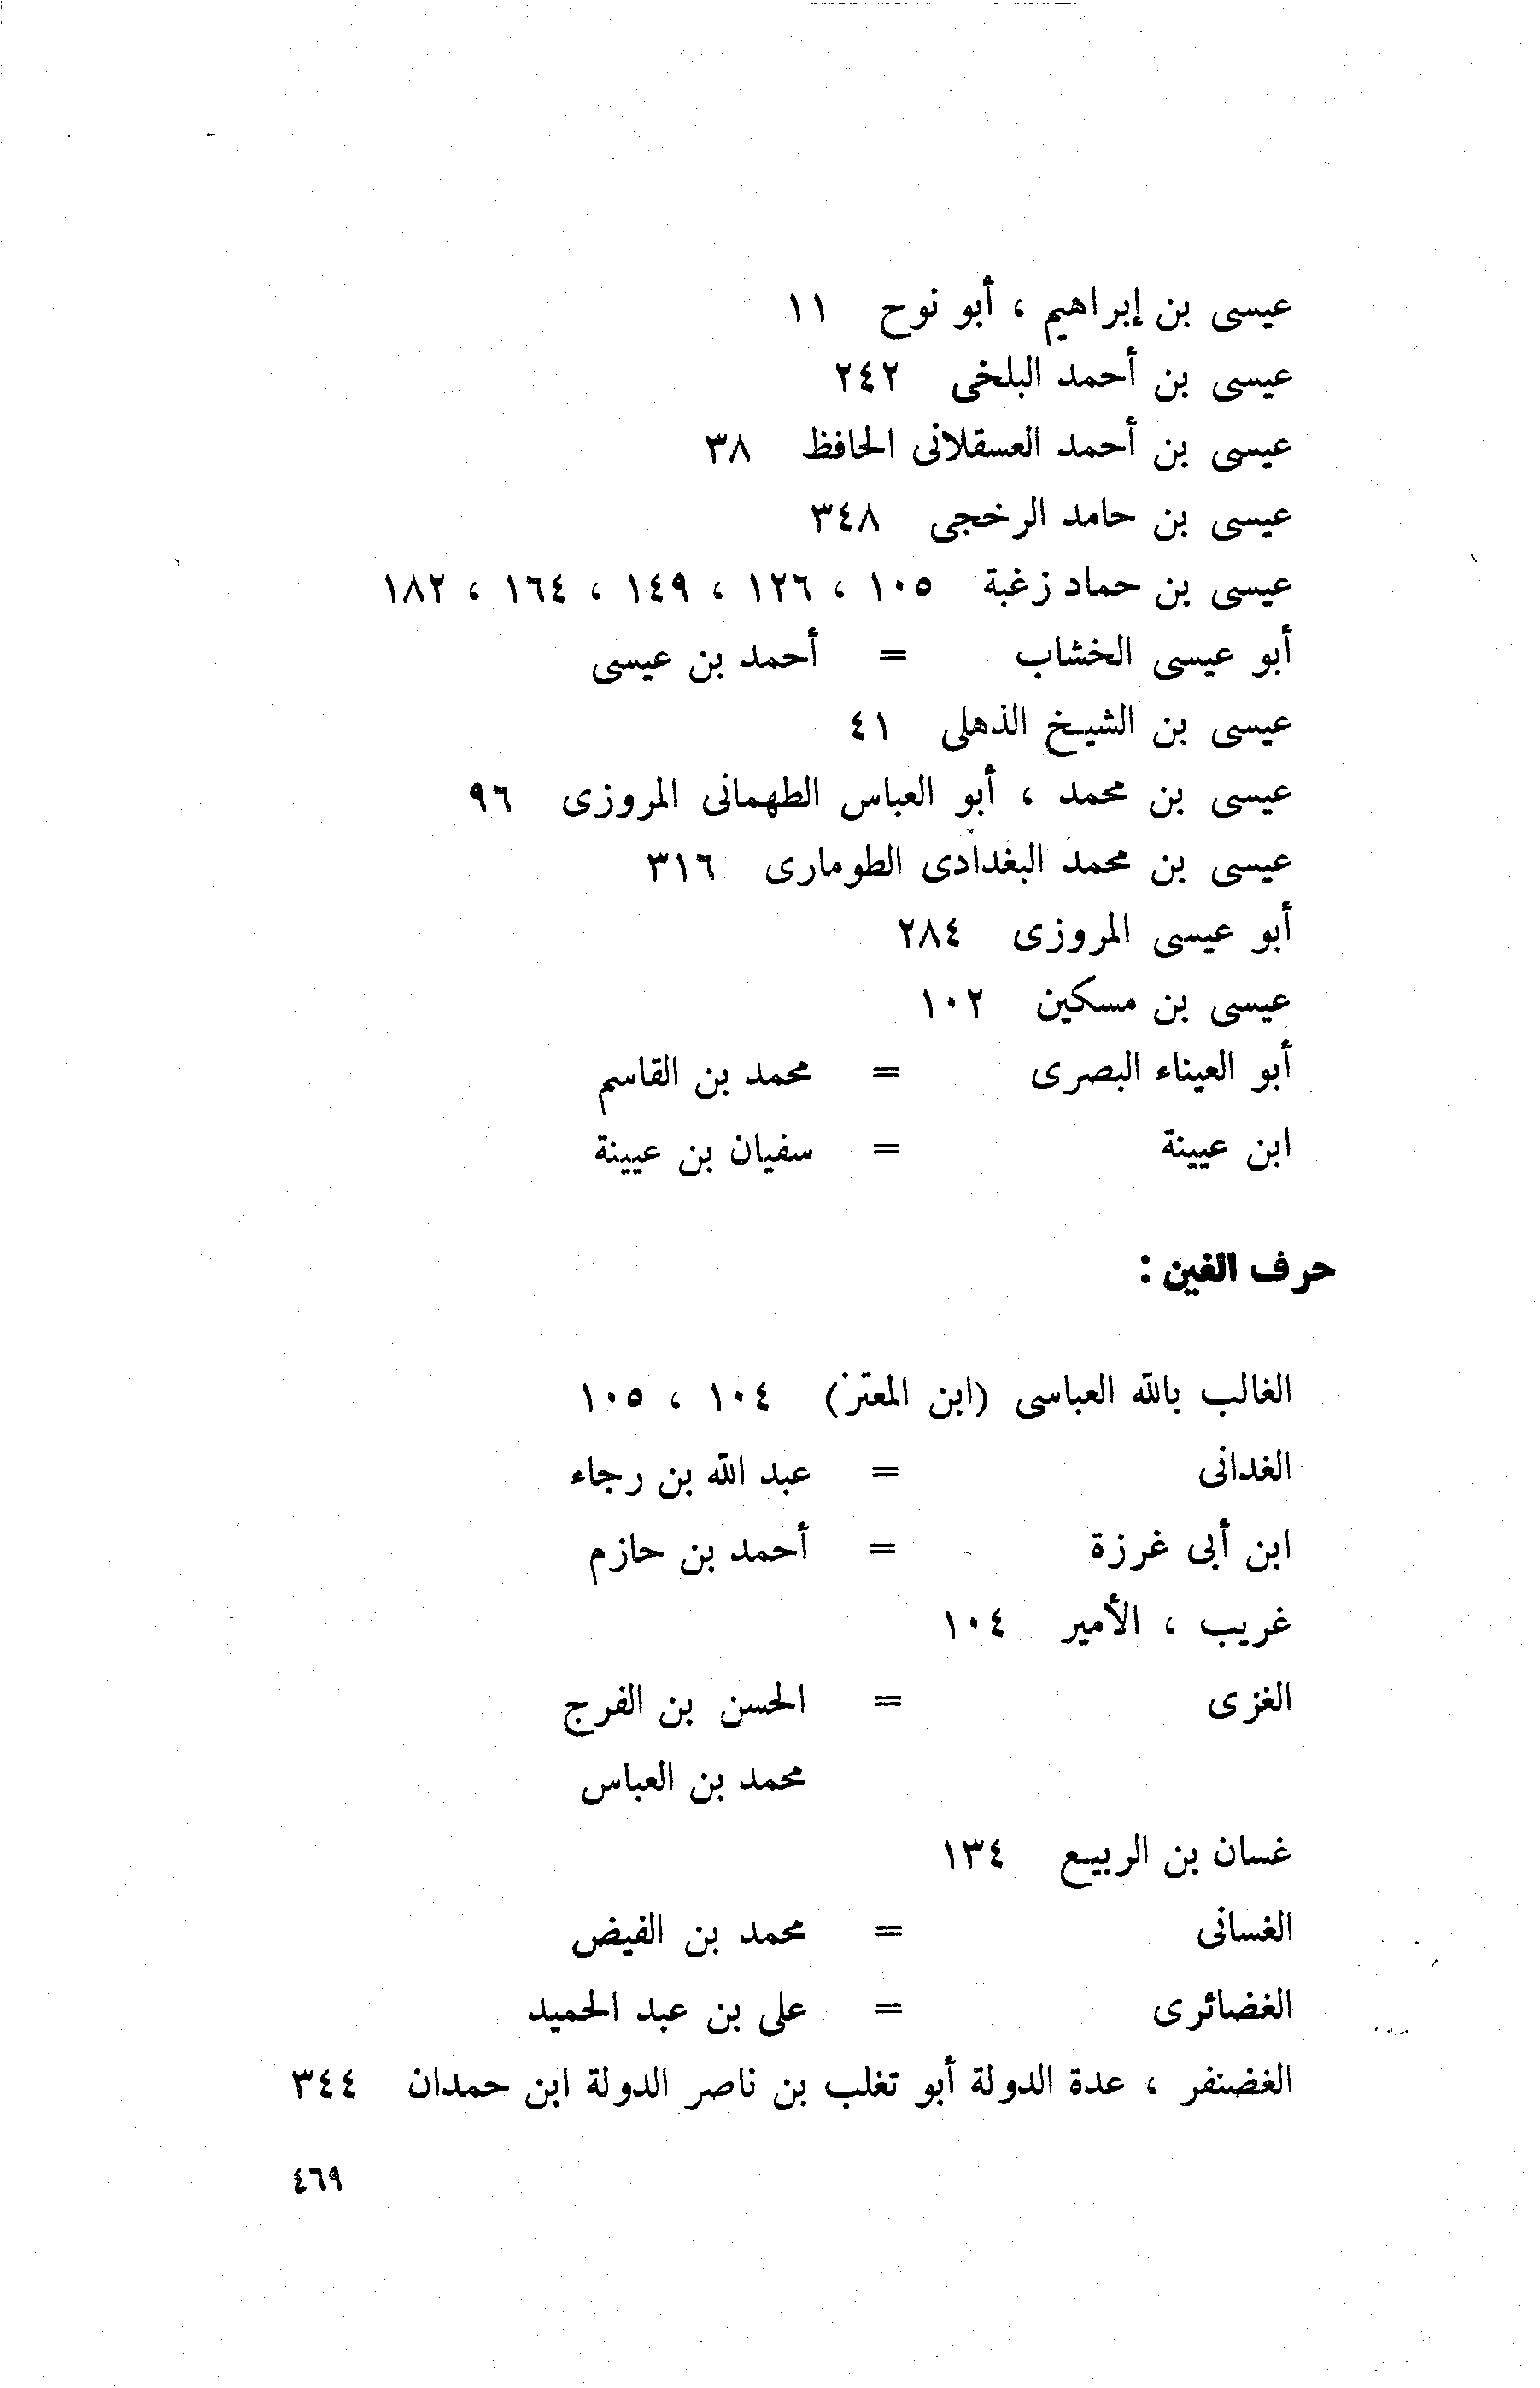 عيسى بن إبراهيم ، أبو نوح ١١
عيسى بن أحمد البلخى ٢٤٢
عيسى بن أحمد العسقلانى الحافظ ٣٨
عيسى بن حامد الرخجى ٣٤٨
عيسى بن حماد زغبة ١٠٥ ، ١٢٦ ، ١٤٩ ، ١٦٤ ، ١٨٢
أبو عيسى الخشاب = أحمد بن عيسى
عيسى بن الشيخ الذهلى ٤١
عيسى بن محمد ، أبو العباس الطهمانى المروزى ٩٦
عيسى بن محمد البغدادى الطومارى ٣١٦
أبو عيسى المروزى ٢٨٤
عيسى بن مسكين ١٠٢
أبو العيناء البصرى = محمد بن القاسم
ابن عيينة = سفيان بن عيينة
حرف الغين :
الغالب بالله العباسى (ابن المعتز) ١٠٤ ، ١٠٥
الغدانى = عبد الله بن رجاء
ابن أبى غرزة = أحمد بن حازم
غريب ، الأمير ١٠٤
الغزى = الحسن بن الفرج
محمد بن العباس
غسان بن الربيع ١٣٤
الغسانى = محمد بن الفيض
الغضائرى = على بن عبد الحميد
الغضنفر ، عدة الدولة أبو تغلب بن ناصر الدولة ابن حمدان ٣٤٤
٤٦٩